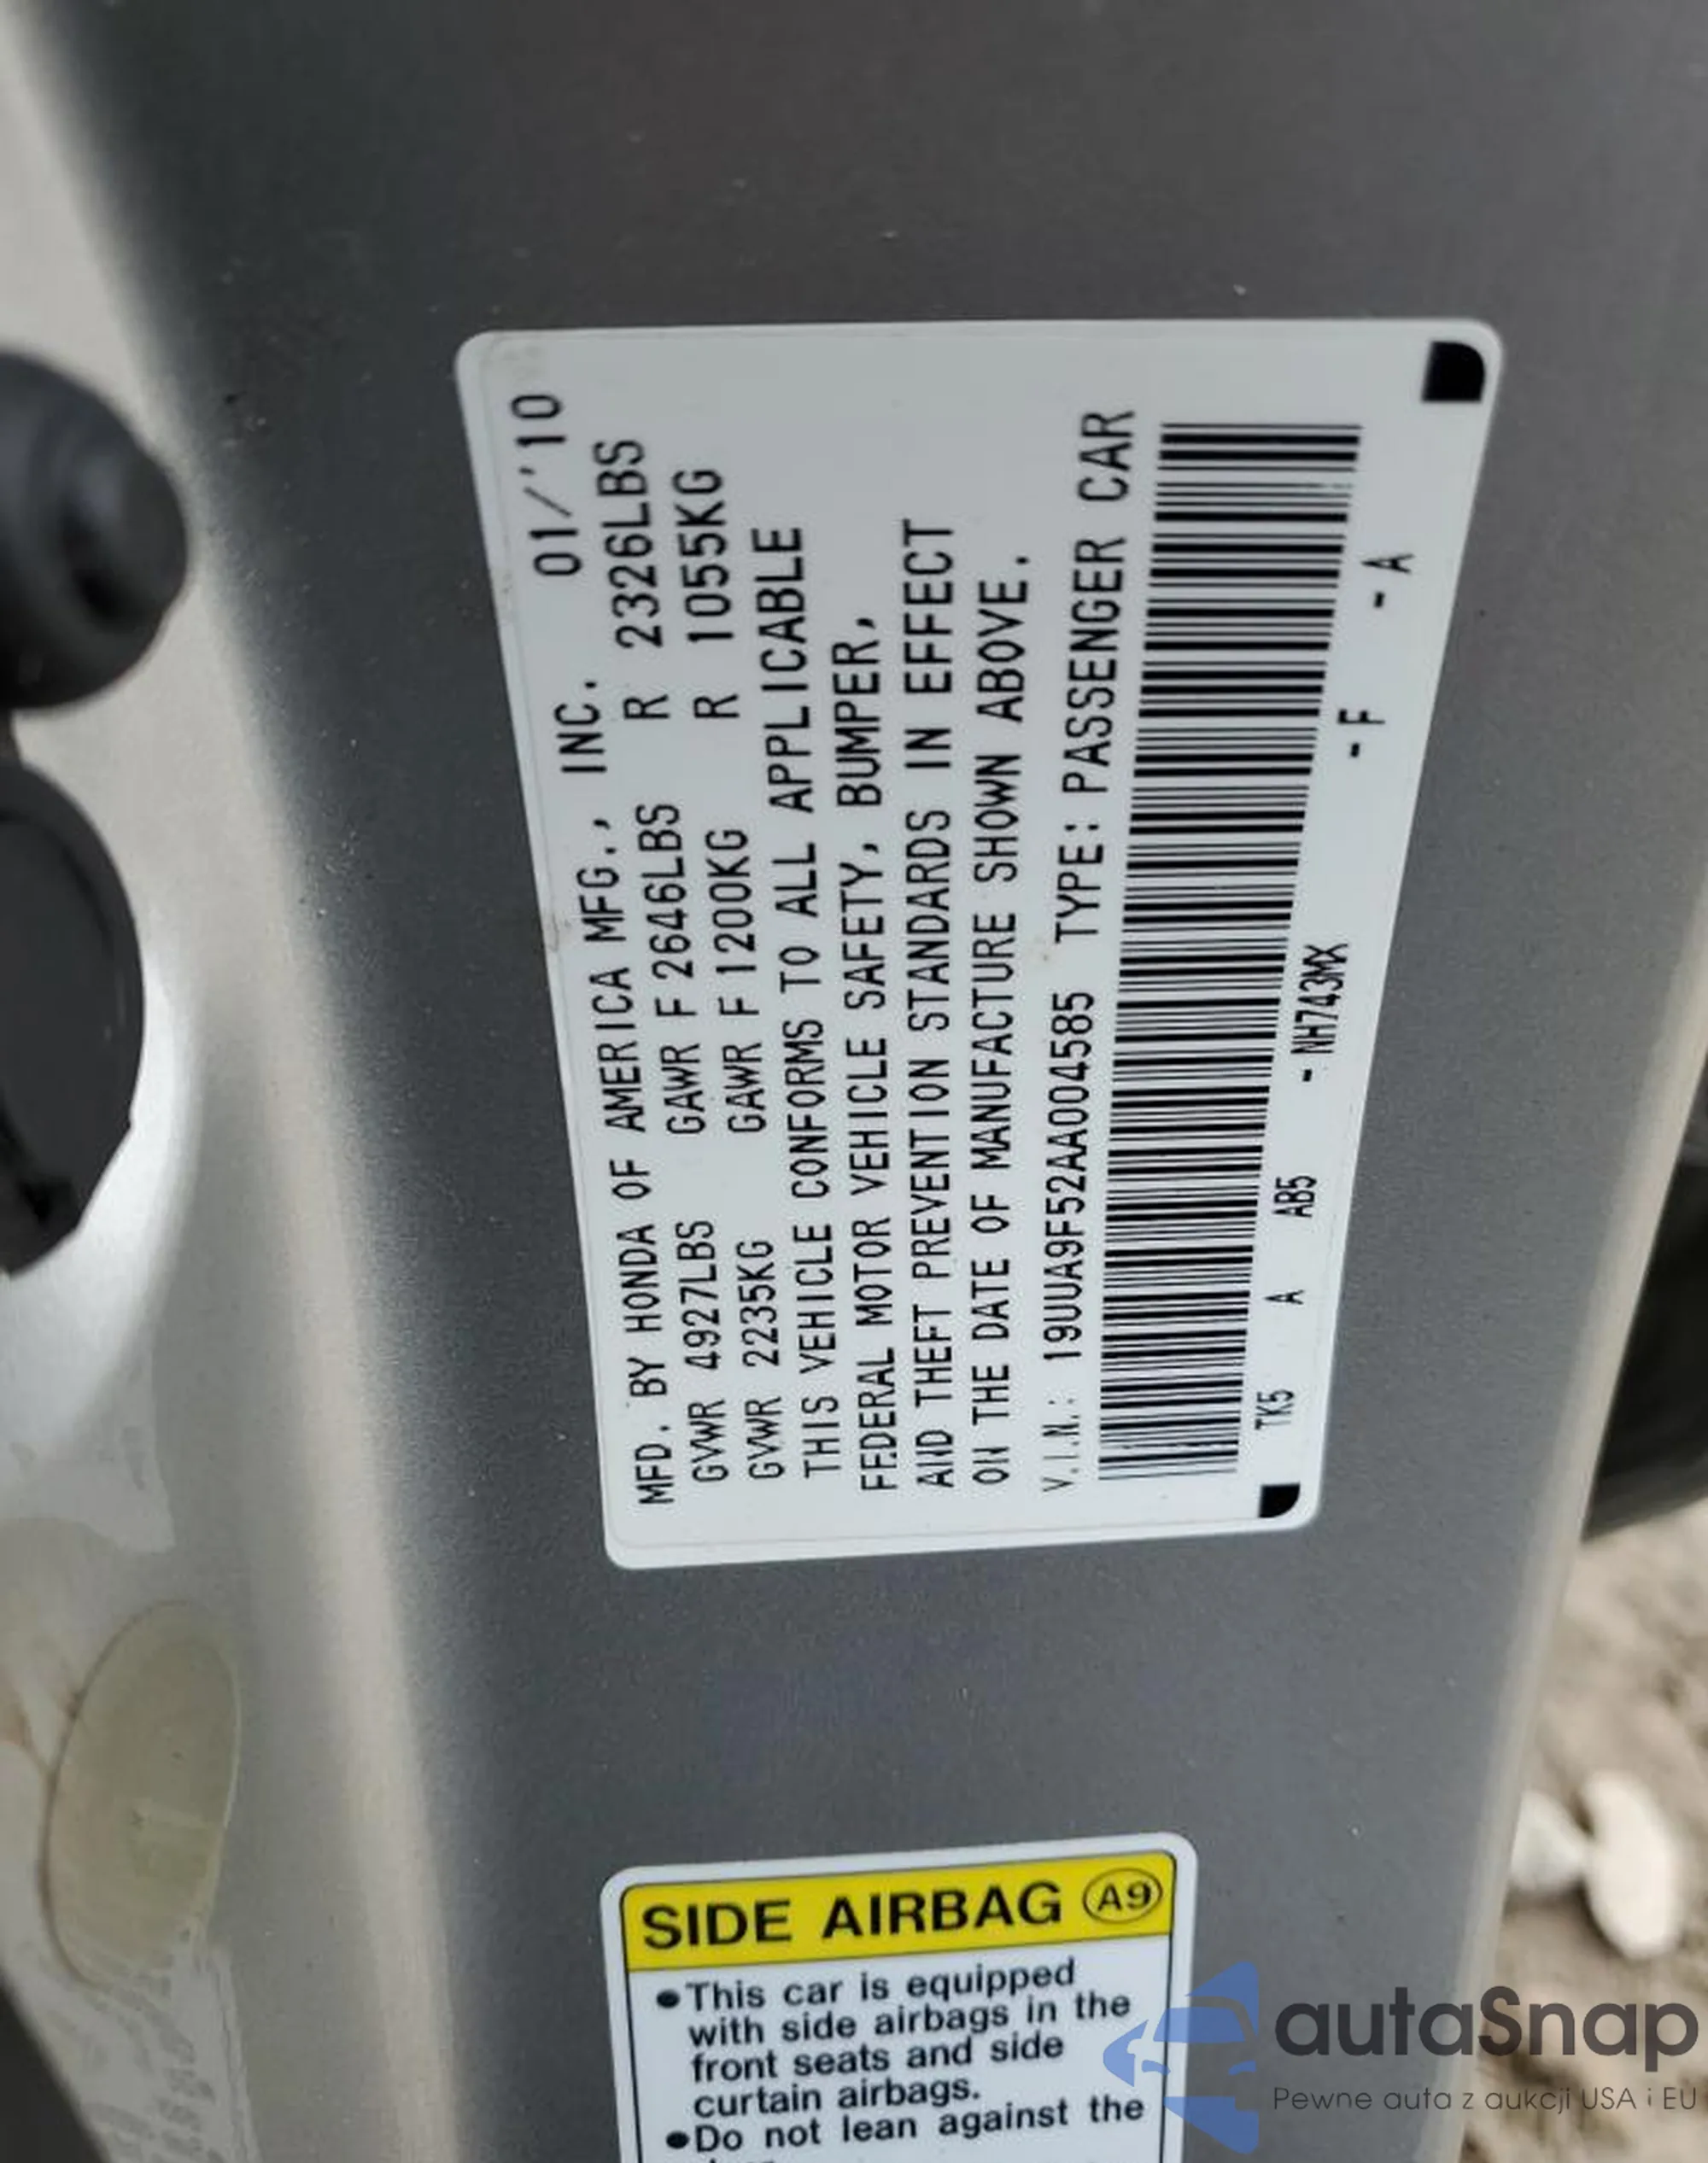 01/'10
MFD. BY HONDA OF AMERICA MFG., INC.
GVWR 4927LBS GAWR F 2646LBS R 2326LBS
GVWR 2235KG GAWR F 1200KG R 1055KG
THIS VEHICLE CONFORMS TO ALL APPLICABLE
FEDERAL MOTOR VEHICLE SAFETY, BUMPER,
AND THEFT PREVENTION STANDARDS IN EFFECT
ON THE DATE OF MANUFACTURE SHOWN ABOVE.
V.I.N.: 19UUA9F52AA004585 TYPE: PASSENGER CAR
TK5 A AB5 - NH743MX - F - A
SIDE AIRBAG A9
•This car is equipped
with side airbags in the
front seats and side
curtain airbags.
•Do not lean against the
autaSnap
Pewne auta z aukcji USA i EU